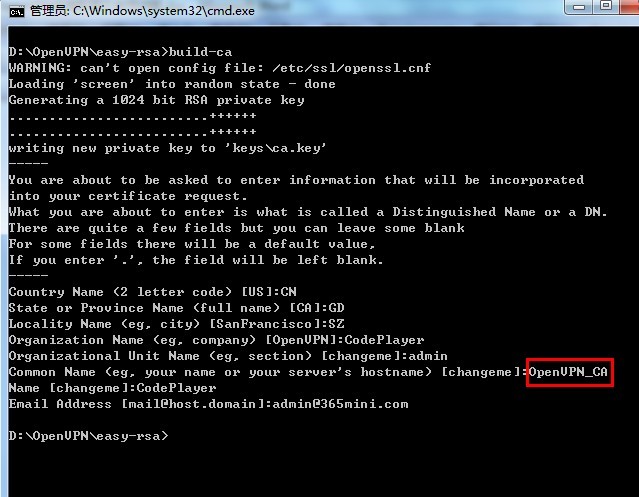 管理员: C:\Windows\system32\cmd.exe
D:\OpenVPN\easy-rsa>build-ca
WARNING: can't open config file: /etc/ssl/openssl.cnf
Loading 'screen' into random state - done
Generating a 1024 bit RSA private key
.........................++++++
.........................++++++
writing new private key to 'keys\ca.key'
-----
You are about to be asked to enter information that will be incorporated
into your certificate request.
What you are about to enter is what is called a Distinguished Name or a DN.
There are quite a few fields but you can leave some blank
For some fields there will be a default value,
If you enter '.', the field will be left blank.
-----
Country Name (2 letter code) [US]:CN
State or Province Name (full name) [CA]:GD
Locality Name (eg, city) [SanFrancisco]:SZ
Organization Name (eg, company) [OpenVPN]:CodePlayer
Organizational Unit Name (eg, section) [changeme]:admin
Common Name (eg, your name or your server's hostname) [changeme]:OpenVPN_CA
Name [changeme]:CodePlayer
Email Address [mail@host.domain]:admin@365mini.com
D:\OpenVPN\easy-rsa>